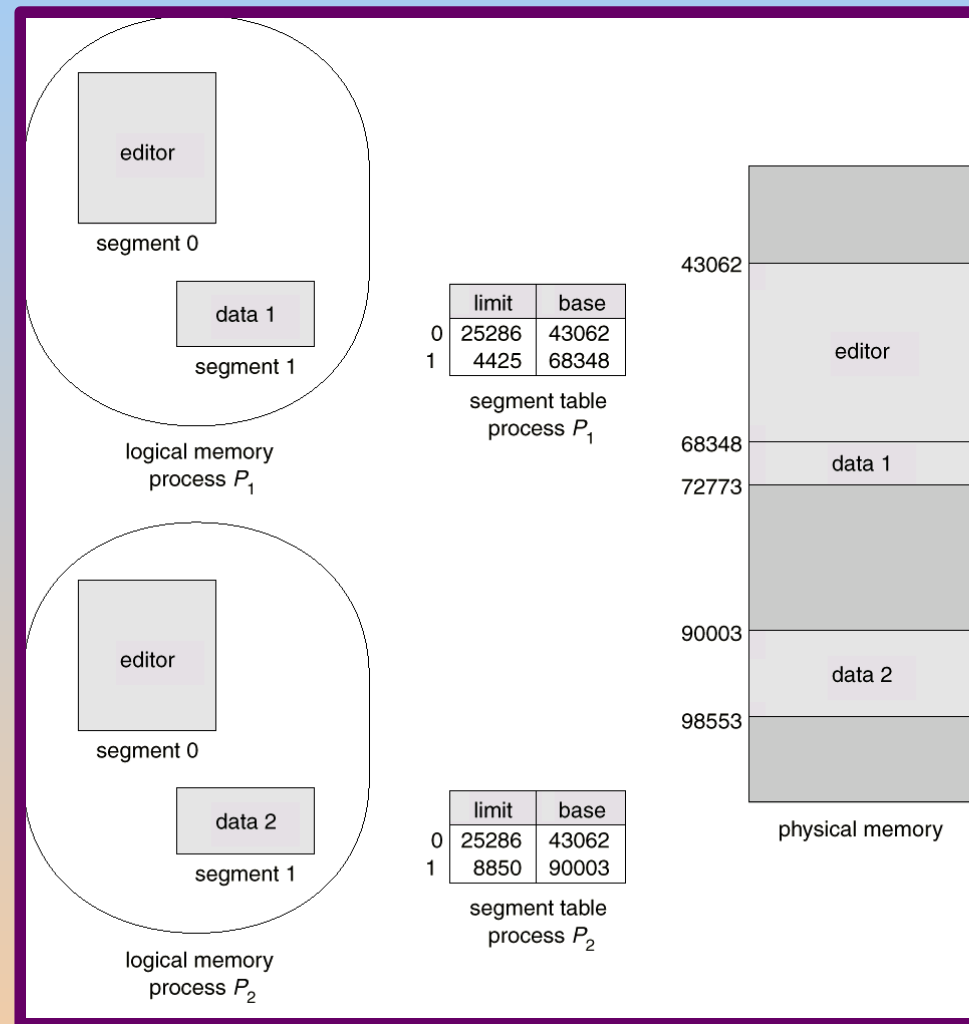 editor
segment 0
data 1
segment 1
logical memory
process P1
limit base
0 25286 43062
1 4425 68348
segment table
process P1
editor
segment 0
data 2
segment 1
logical memory
process P2
limit base
0 25286 43062
1 8850 90003
segment table
process P2
43062
editor
68348
data 1
72773
90003
data 2
98553
physical memory